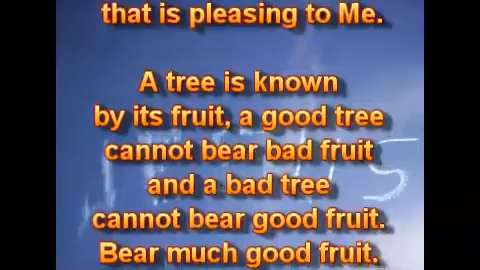 that is pleasing to Me.
A tree is known
by its fruit, a good tree
cannot bear bad fruit
and a bad tree
cannot bear good fruit.
Bear much good fruit.